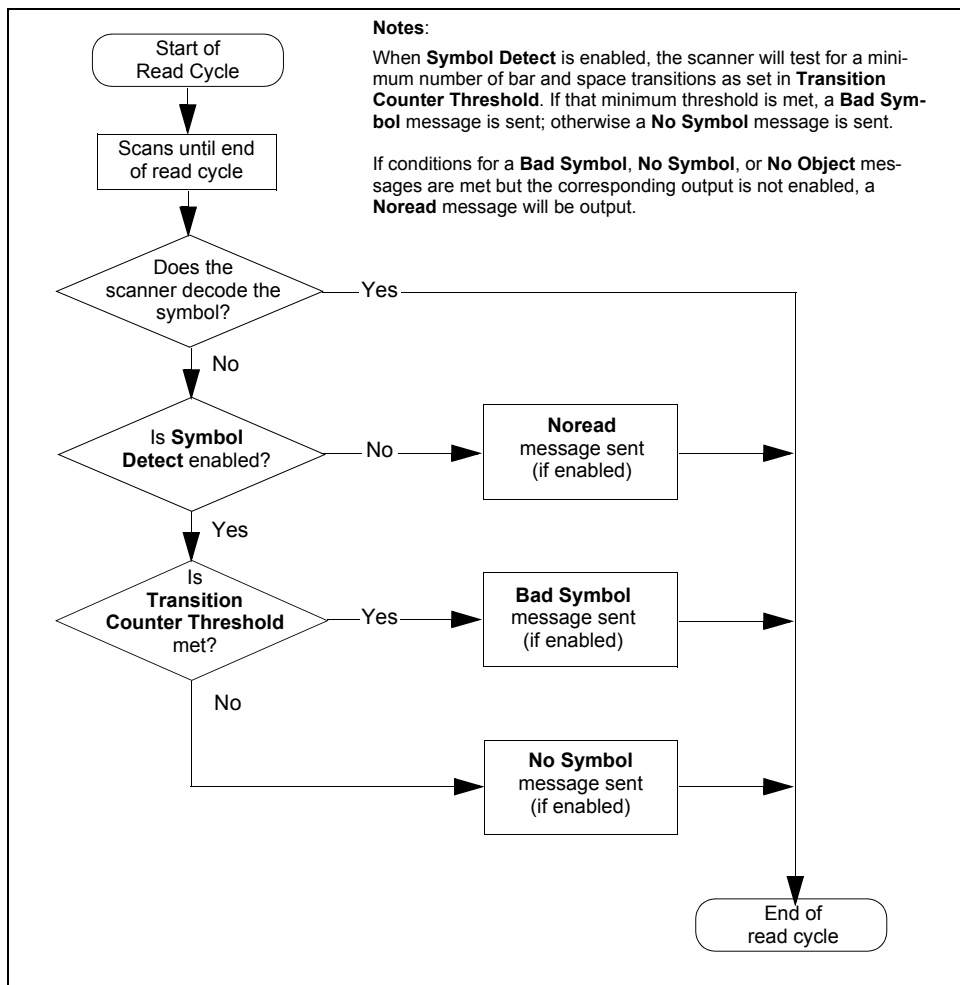 Start of
Read Cycle
Notes:
When Symbol Detect is enabled, the scanner will test for a mini-
mum number of bar and space transitions as set in Transition
Counter Threshold. If that minimum threshold is met, a Bad Sym-
bol message is sent; otherwise a No Symbol message is sent.
If conditions for a Bad Symbol, No Symbol, or No Object mes-
sages are met but the corresponding output is not enabled, a
Noread message will be output.
Scans until end
of read cycle
Does the
scanner decode the
symbol?
Yes
No
Is Symbol
Detect enabled?
No
Noread
message sent
(if enabled)
Yes
Is
Transition
Counter Threshold
met?
Yes
Bad Symbol
message sent
(if enabled)
No
No Symbol
message sent
(if enabled)
End of
read cycle